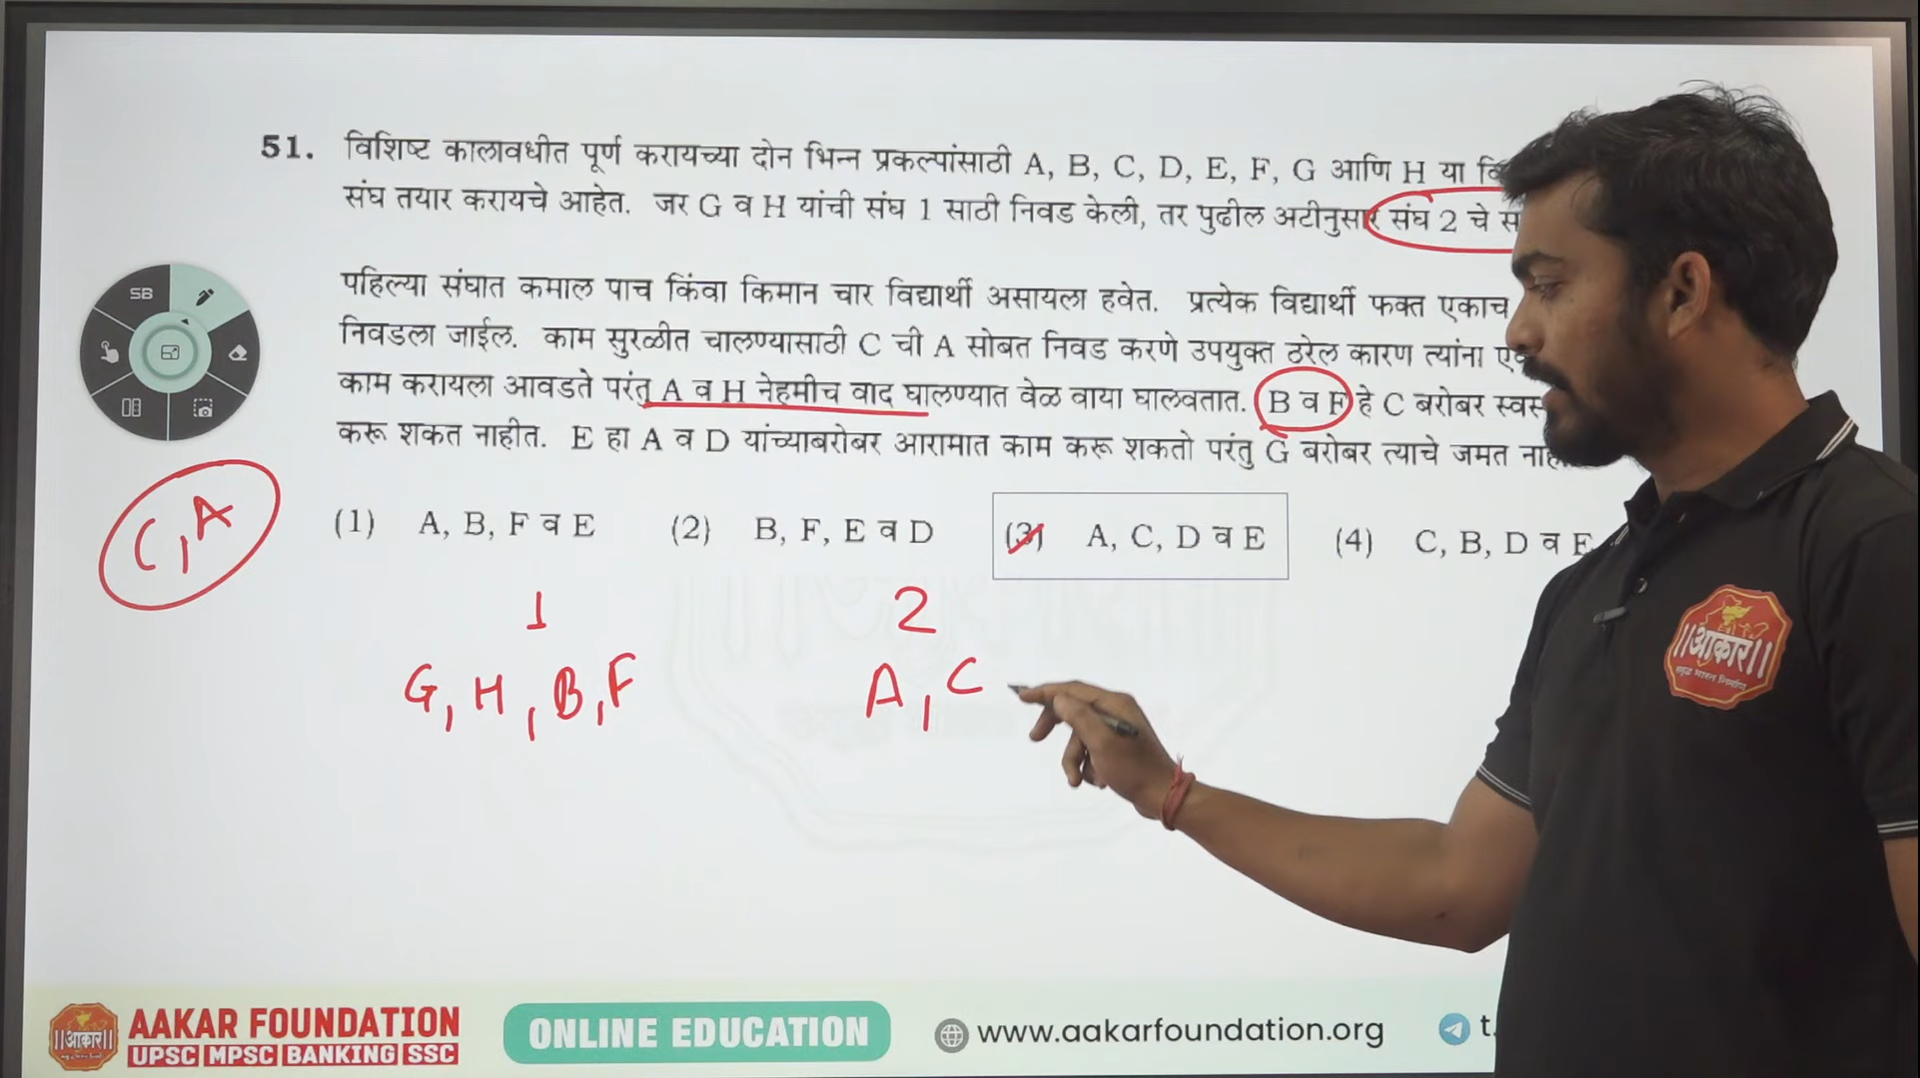 51. विशिष्ट कालावधीत पूर्ण करायच्या दोन भिन्न प्रकल्पांसाठी A, B, C, D, E, F, G आणि H या
संघ तयार करायचे आहेत. जर G व H यांची संघ 1 साठी निवड केली, तर पुढील अटीनुसार संघ 2 चे
पहिल्या संघात कमाल पाच किंवा किमान चार विद्यार्थी असायला हवेत. प्रत्येक विद्यार्थी फक्त एकाच
निवडला जाईल. काम सुरळीत चालण्यासाठी C ची A सोबत निवड करणे उपयुक्त ठरेल कारण त्यांना
काम करायला आवडते परंतु A व H नेहमीच वाद घालण्यात वेळ वाया घालवतात. B व F हे C बरोबर
करू शकत नाहीत. E हा A व D यांच्याबरोबर आरामात काम करू शकतो परंतु G बरोबर त्याचे जमत
(1) A, B, F व E (2) B, F, E व D (3) A, C, D व E (4) C, B, D व
C, A
1 2
G, H, B, F A, C
SB
||आकार||
||आकार|| AAKAR FOUNDATION
UPSC MPSC BANKING SSC
ONLINE EDUCATION
www.aakarfoundation.org
t.